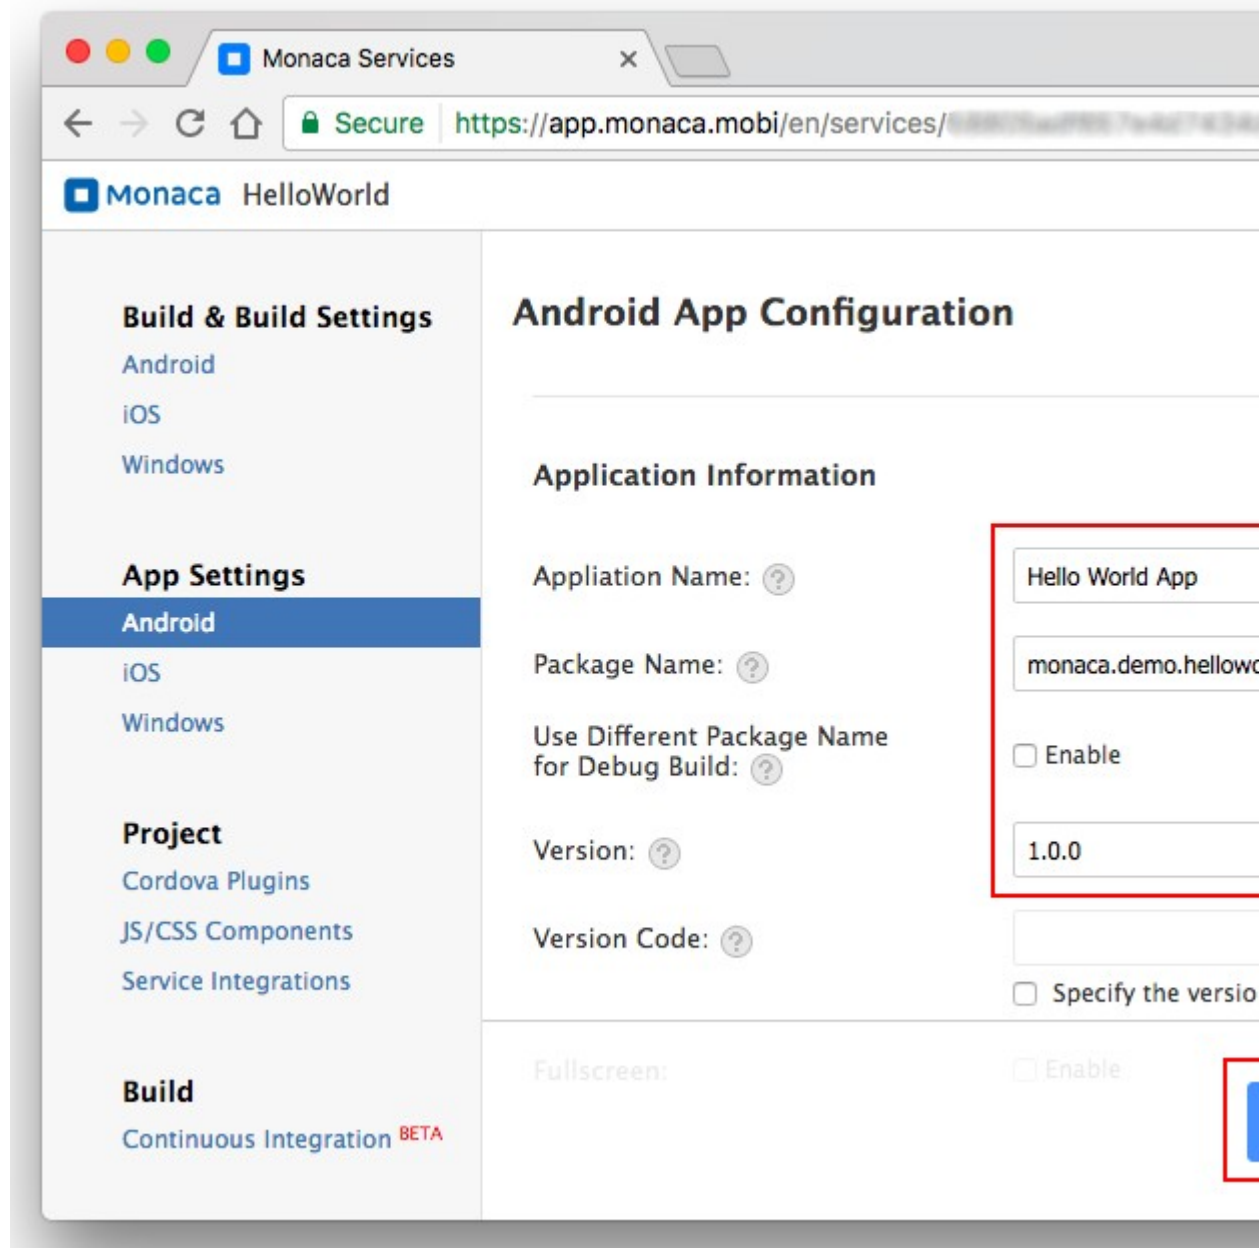 Monaca Services
Secure https://app.monaca.mobi/en/services/
Monaca HelloWorld
Build & Build Settings
Android
iOS
Windows
App Settings
Android
iOS
Windows
Project
Cordova Plugins
JS/CSS Components
Service Integrations
Build
Continuous Integration BETA
Android App Configuration
Application Information
Appliation Name: ?
Hello World App
Package Name: ?
monaca.demo.hellowo
Use Different Package Name
for Debug Build: ?
Enable
Version: ?
1.0.0
Version Code: ?
Specify the versio
Fullscreen:
Enable